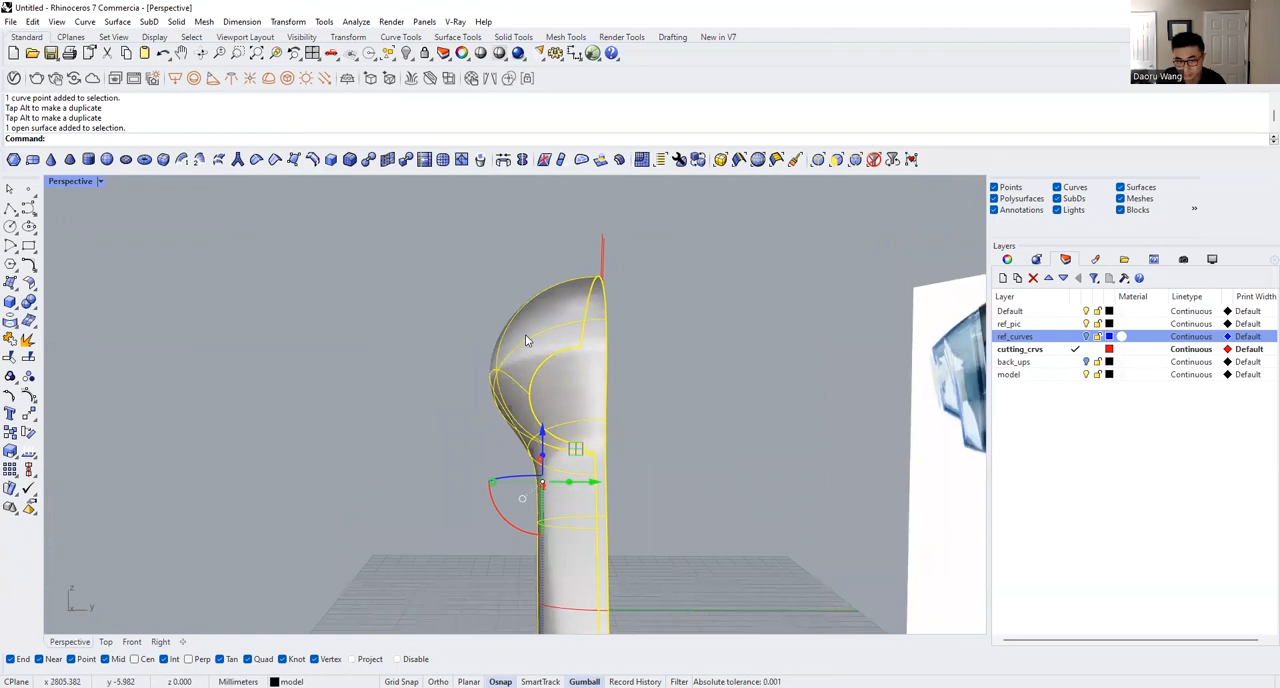 Untitled - Rhinoceros 7 Commercia - [Perspective]
File Edit View Curve Surface SubD Solid Mesh Dimension Transform Tools Analyze Render Panels V-Ray Help
Standard CPlanes Set View Display Select Viewport Layout Visibility Transform Curve Tools Surface Tools Solid Tools Mesh Tools Render Tools Drafting New in V7
Daoru Wang
1 curve point added to selection.
Tap Alt to make a duplicate
Tap Alt to make a duplicate
1 open surface added to selection.
Command:
Perspective
Points Curves Surfaces
Polysurfaces SubDs Meshes
Annotations Lights Blocks »
Layers
Layer Material Linetype Print Width
Default Continuous Default
ref_pic Continuous Default
ref_curves Continuous Default
cutting_crvs Continuous Default
back_ups Continuous Default
model Continuous Default
z
x y
Perspective Top Front Right
End Near Point Mid Cen Int Perp Tan Quad Knot Vertex Project Disable
CPlane x 2805.382 y -5.982 z 0.000 Millimeters model Grid Snap Ortho Planar Osnap SmartTrack Gumball Record History Filter Absolute tolerance: 0.001